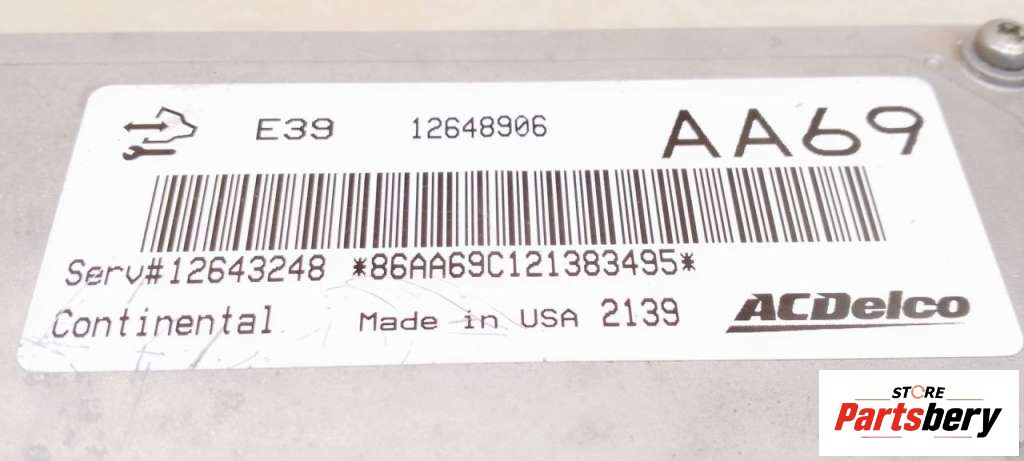 E39 12648906 AA69
Serv#12643248 *86AA69C121383495*
Continental Made in USA 2139 ACDelco
STORE
Partsbery